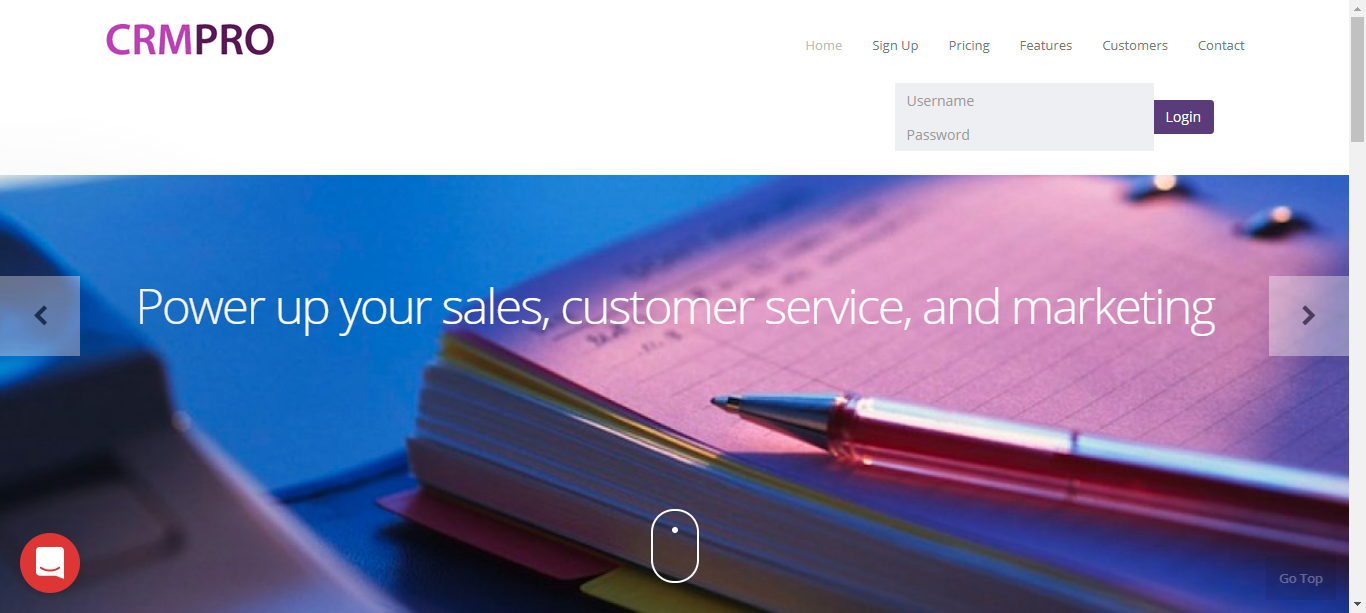 CRMPRO
Home Sign Up Pricing Features Customers Contact
Username
Password
Login
Power up your sales, customer service, and marketing
Go Top